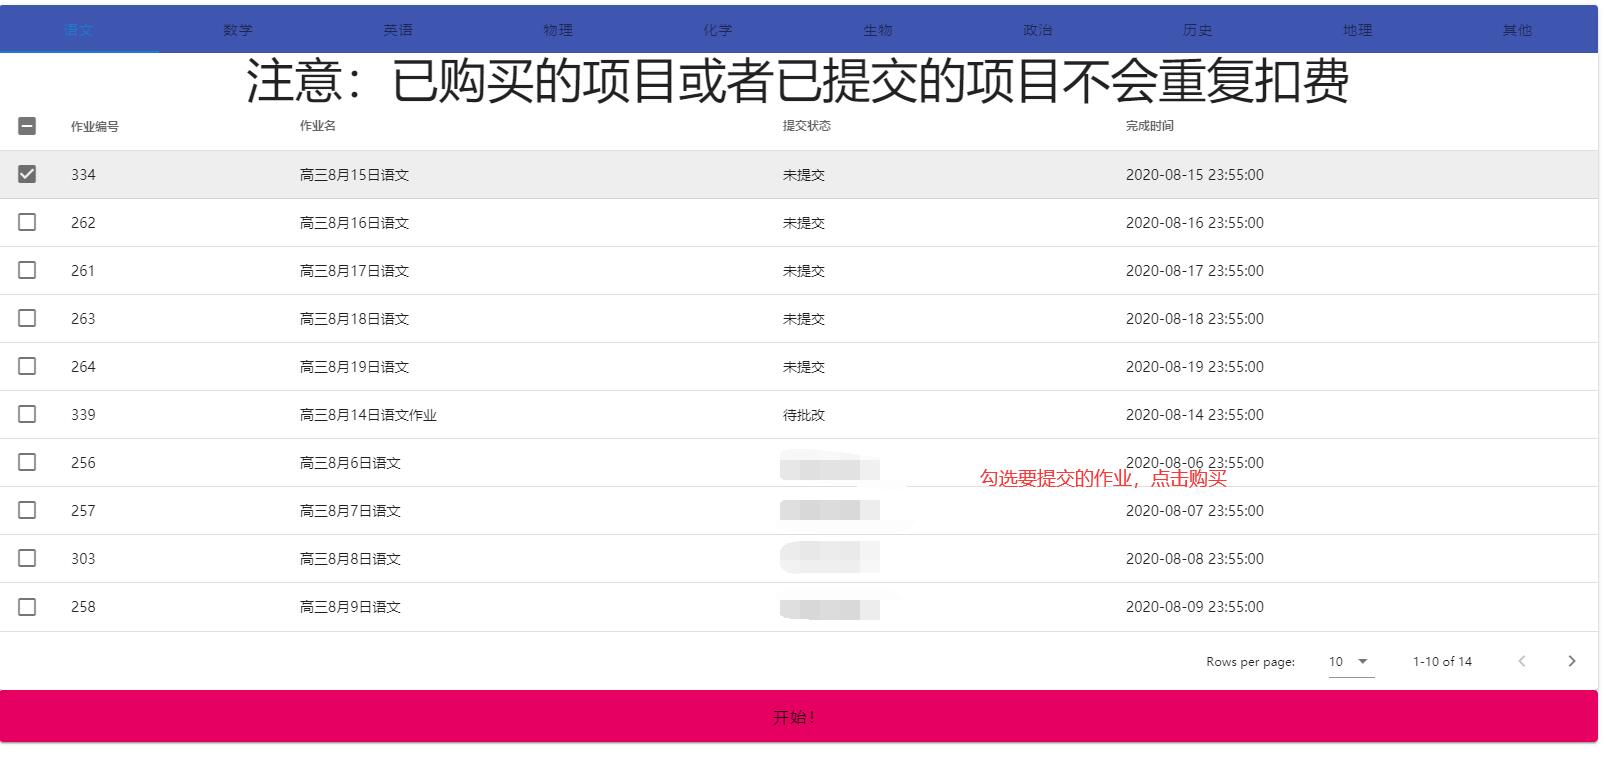 语文 数学 英语 物理 化学 生物 政治 历史 地理 其他
注意：已购买的项目或者已提交的项目不会重复扣费
作业编号 作业名 提交状态 完成时间
334 高三8月15日语文 未提交 2020-08-15 23:55:00
262 高三8月16日语文 未提交 2020-08-16 23:55:00
261 高三8月17日语文 未提交 2020-08-17 23:55:00
263 高三8月18日语文 未提交 2020-08-18 23:55:00
264 高三8月19日语文 未提交 2020-08-19 23:55:00
339 高三8月14日语文作业 待批改 2020-08-14 23:55:00
256 高三8月6日语文 2020-08-06 23:55:00
勾选要提交的作业，点击购买
257 高三8月7日语文 2020-08-07 23:55:00
303 高三8月8日语文 2020-08-08 23:55:00
258 高三8月9日语文 2020-08-09 23:55:00
Rows per page: 10 1-10 of 14
开始！